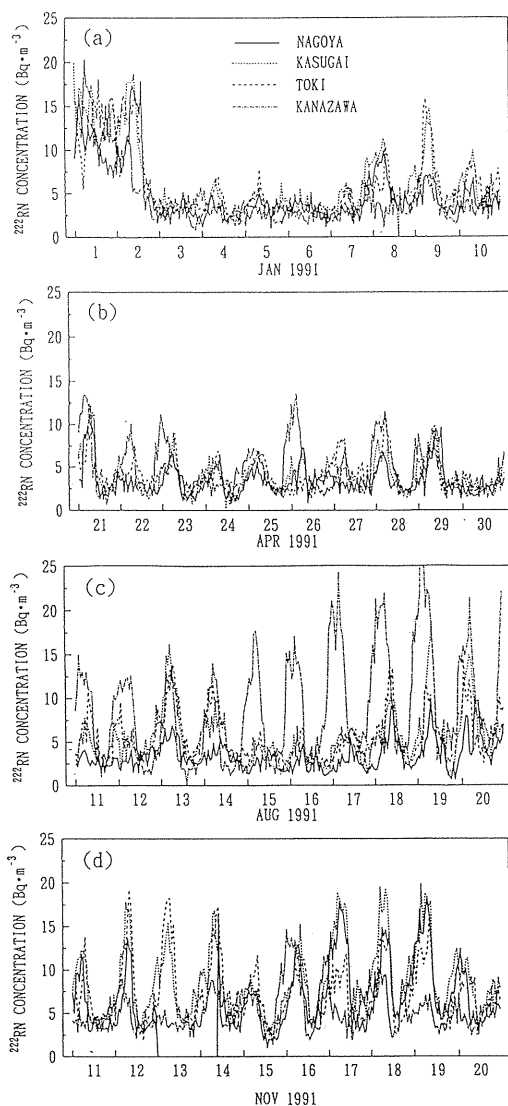 (a)
NAGOYA
KASUGAI
TOKI
KANAZAWA
²²²RN CONCENTRATION (Bq·m⁻³)
25
20
15
10
5
0
1 2 3 4 5 6 7 8 9 10
JAN 1991
(b)
²²²RN CONCENTRATION (Bq·m⁻³)
25
20
15
10
5
0
21 22 23 24 25 26 27 28 29 30
APR 1991
(c)
²²²RN CONCENTRATION (Bq·m⁻³)
25
20
15
10
5
0
11 12 13 14 15 16 17 18 19 20
AUG 1991
(d)
²²²RN CONCENTRATION (Bq·m⁻³)
25
20
15
10
5
0
11 12 13 14 15 16 17 18 19 20
NOV 1991